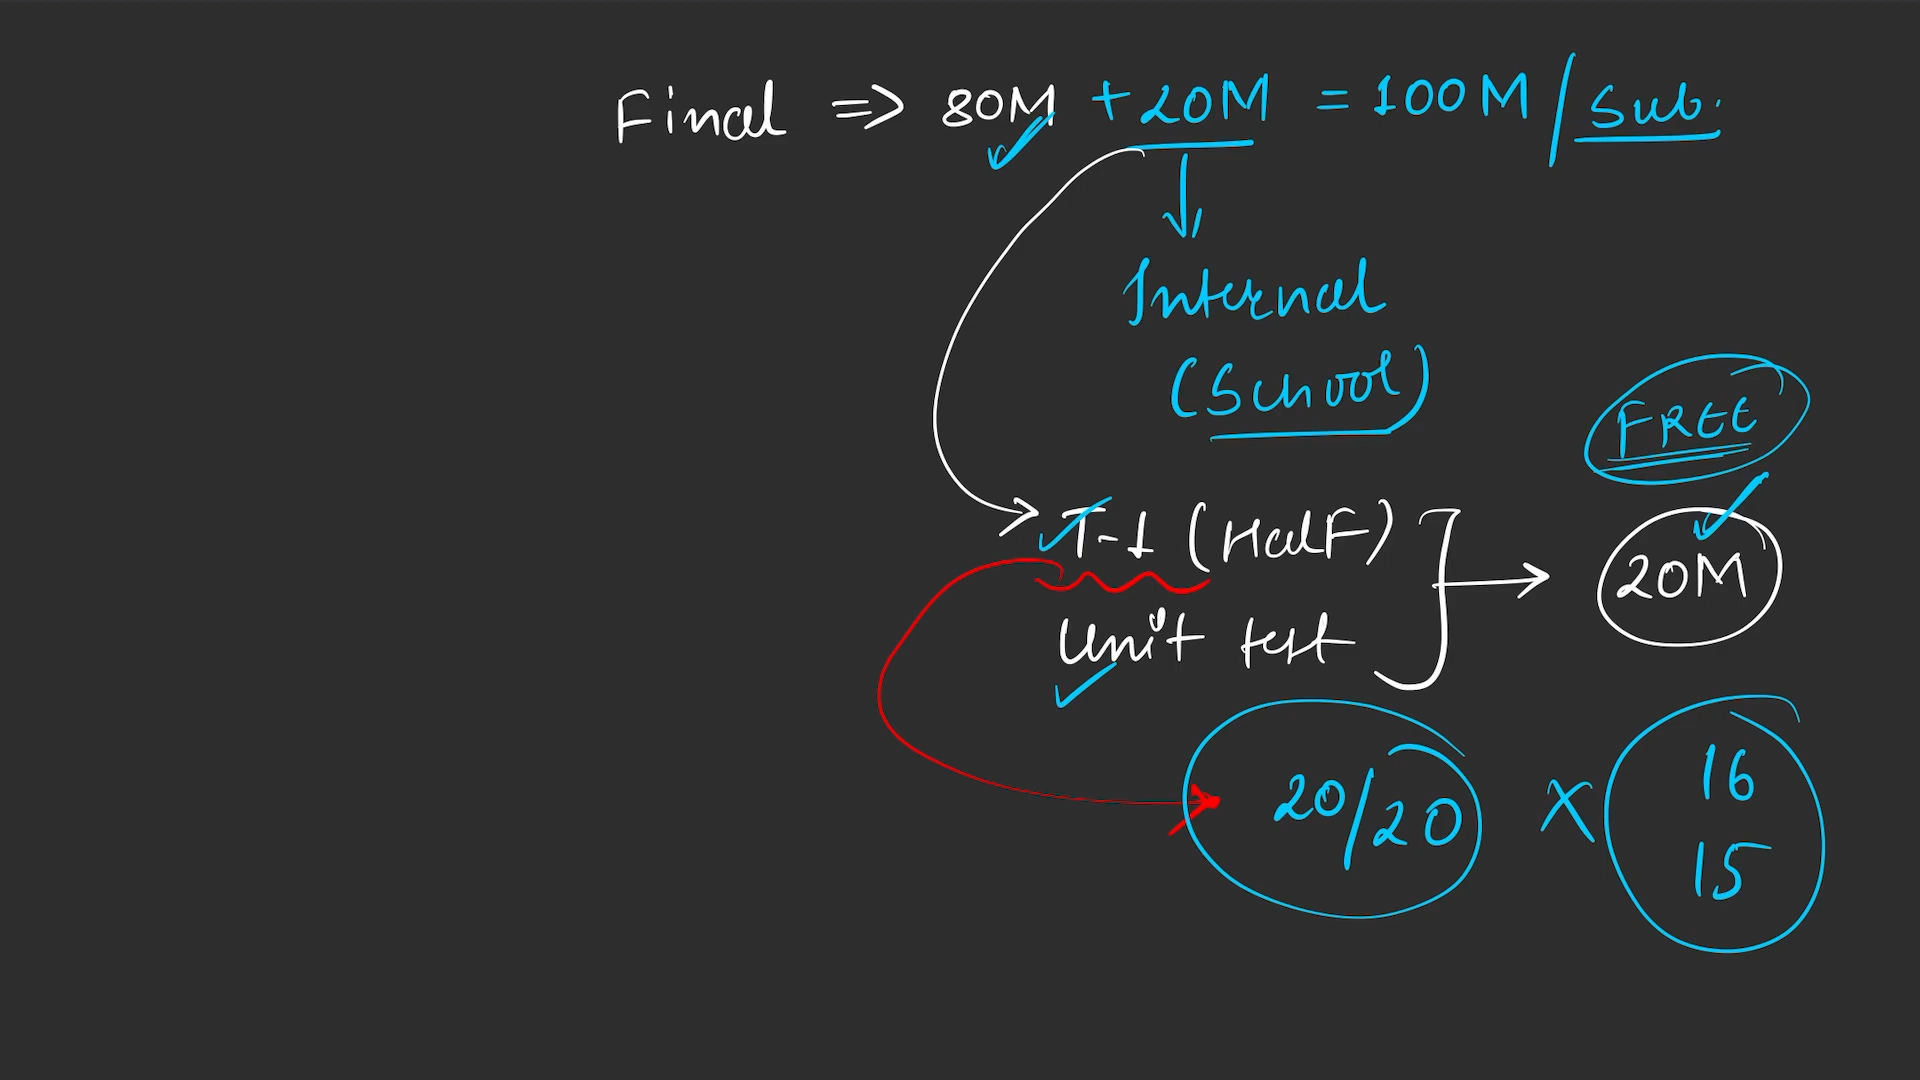 Final => 80M + 20M = 100M / Sub.
Internal
(School)
FREE
T-1 (Half)
20M
Unit test
20/20 x 16
15